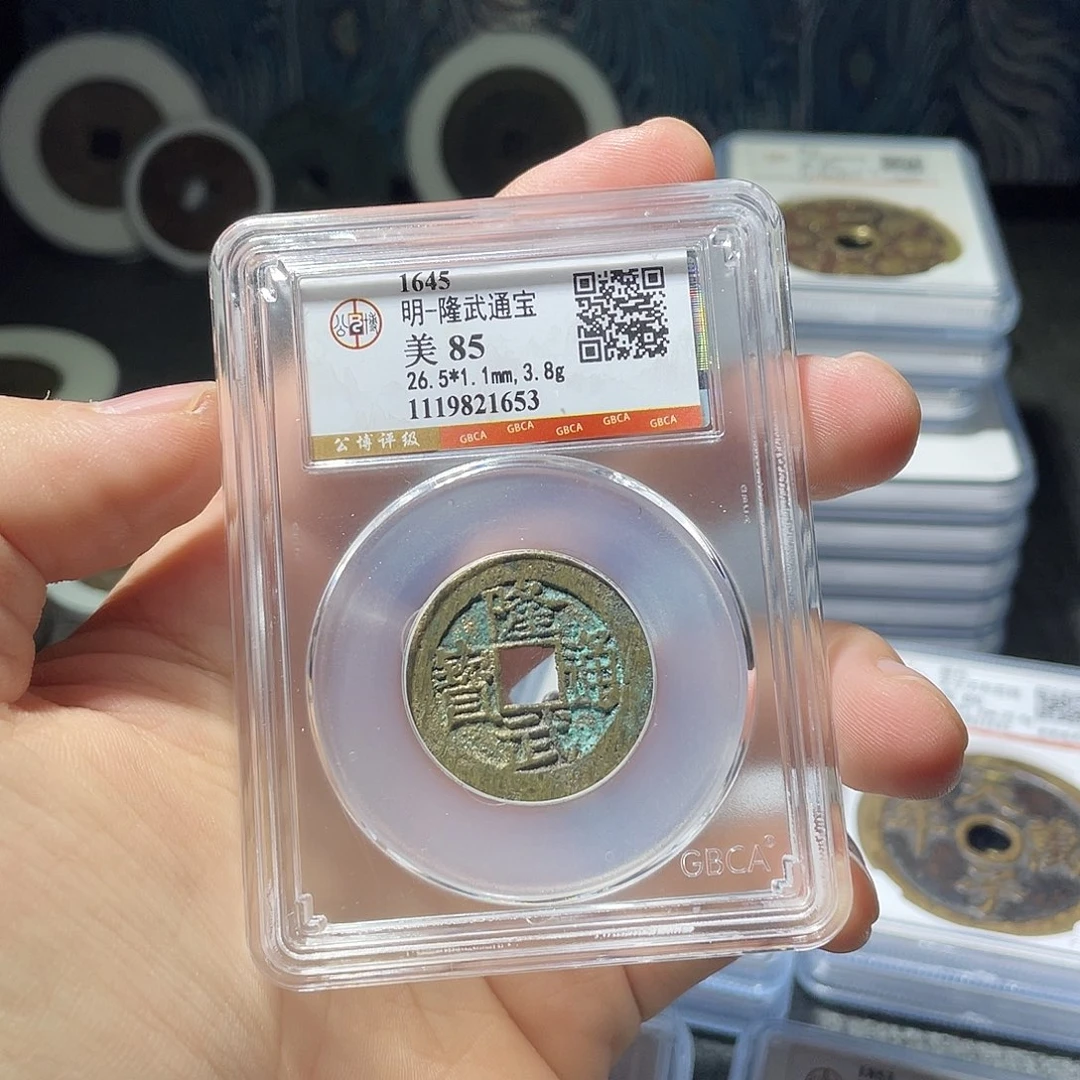 1645
明-隆武通宝
美 85
26.5*1.1mm, 3.8g
1119821653
公博评级 GBCA GBCA GBCA GBCA GBCA
隆武通寶
GBCA